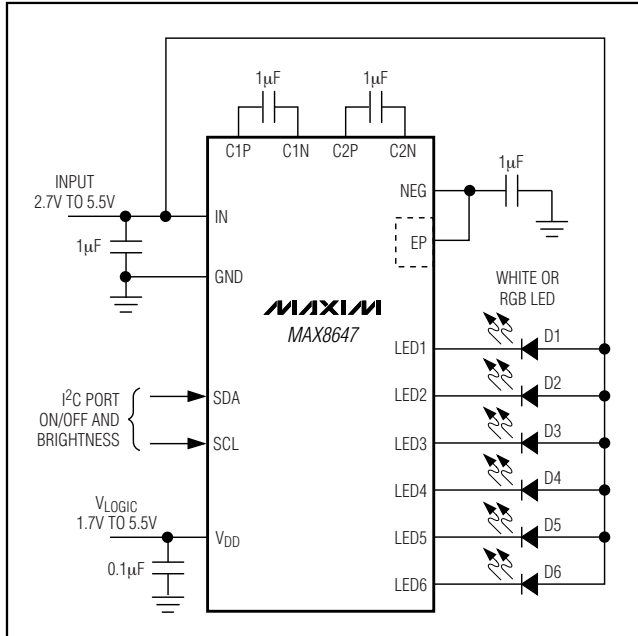 1µF
1µF
C1P
C1N
C2P
C2N
1µF
INPUT
2.7V TO 5.5V
IN
NEG
EP
1µF
GND
WHITE OR
RGB LED
MAXIM
MAX8647
LED1
D1
I²C PORT
ON/OFF AND
BRIGHTNESS
SDA
LED2
D2
SCL
LED3
D3
LED4
D4
VLOGIC
1.7V TO 5.5V
VDD
LED5
D5
0.1µF
LED6
D6